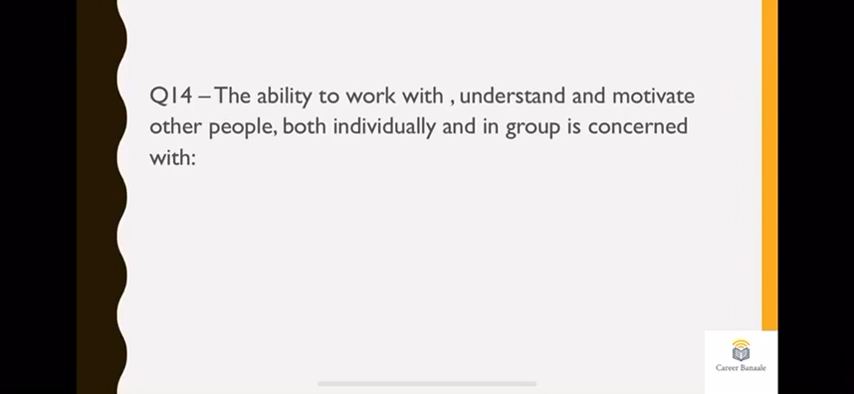 Q14 – The ability to work with , understand and motivate
other people, both individually and in group is concerned
with:
Career Banaale